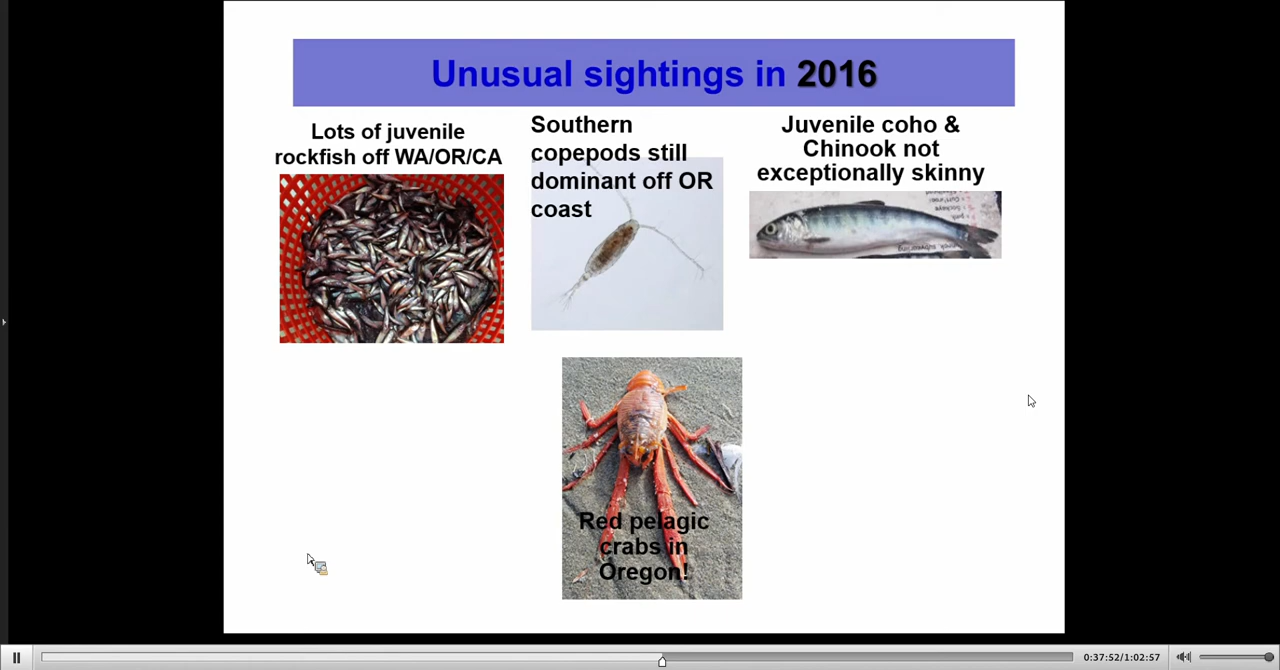 Unusual sightings in 2016
Lots of juvenile
rockfish off WA/OR/CA
Southern
copepods still
dominant off OR
coast
Juvenile coho &
Chinook not
exceptionally skinny
Red pelagic
crabs in
Oregon!
0:37:52/1:02:57